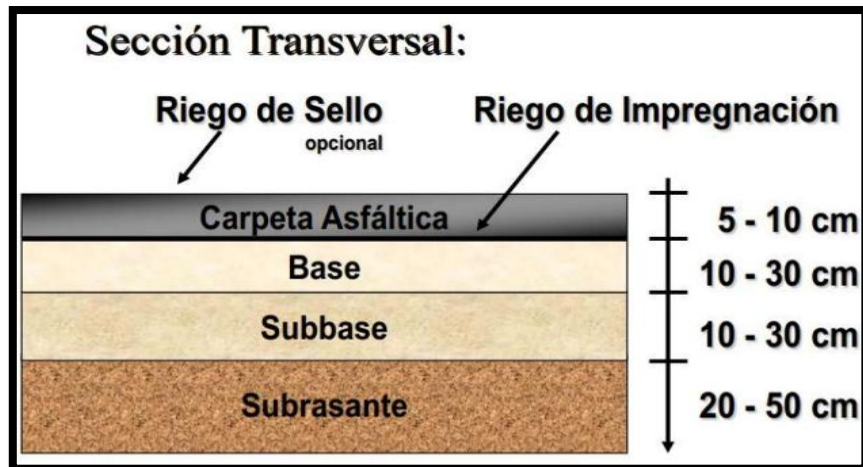 Sección Transversal:
Riego de Sello
opcional
Riego de Impregnación
Carpeta Asfáltica
5 - 10 cm
Base
10 - 30 cm
Subbase
10 - 30 cm
Subrasante
20 - 50 cm